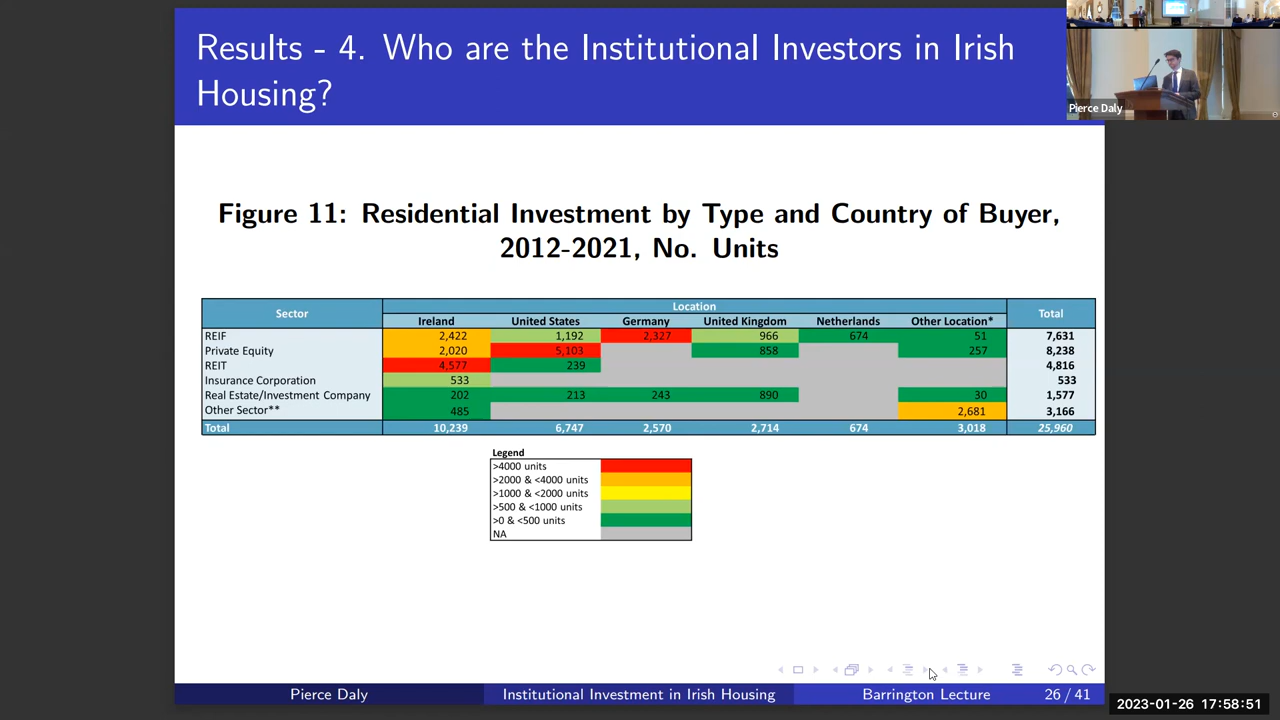 Results - 4. Who are the Institutional Investors in Irish
Housing?
Pierce Daly
Figure 11: Residential Investment by Type and Country of Buyer,
2012-2021, No. Units
Sector Location Total
Ireland United States Germany United Kingdom Netherlands Other Location*
REIF 2,422 1,192 2,327 966 674 51 7,631
Private Equity 2,020 5,103 858 257 8,238
REIT 4,577 239 4,816
Insurance Corporation 533 533
Real Estate/Investment Company 202 213 243 890 30 1,577
Other Sector** 485 2,681 3,166
Total 10,239 6,747 2,570 2,714 674 3,018 25,960
Legend
>4000 units
>2000 & <4000 units
>1000 & <2000 units
>500 & <1000 units
>0 & <500 units
NA
Pierce Daly Institutional Investment in Irish Housing Barrington Lecture 26 / 41
2023-01-26 17:58:51